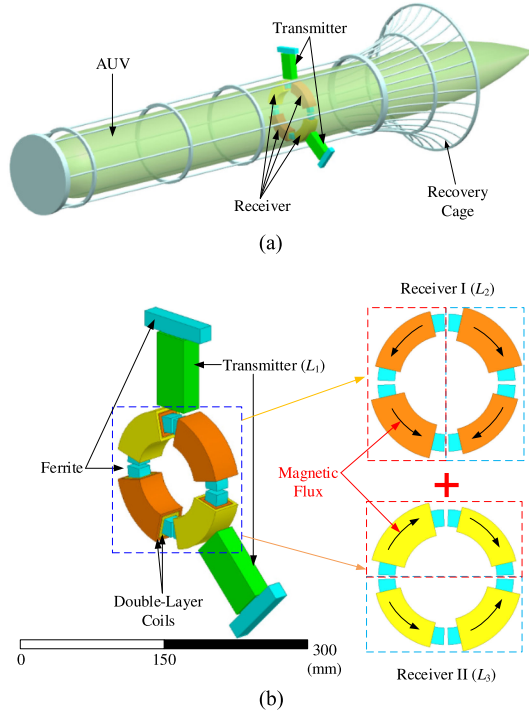 Transmitter
AUV
Receiver
Recovery
Cage
(a)
Receiver I (L2)
Transmitter (L1)
Ferrite
Magnetic
Flux
+
Double-Layer
Coils
0
150
300
(mm)
Receiver II (L3)
(b)